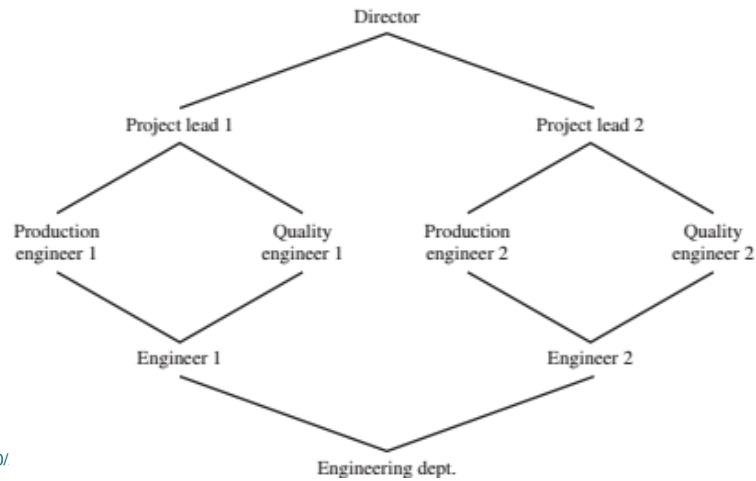 Director
Project lead 1
Project lead 2
Production
engineer 1
Quality
engineer 1
Production
engineer 2
Quality
engineer 2
Engineer 1
Engineer 2
0/
Engineering dept.